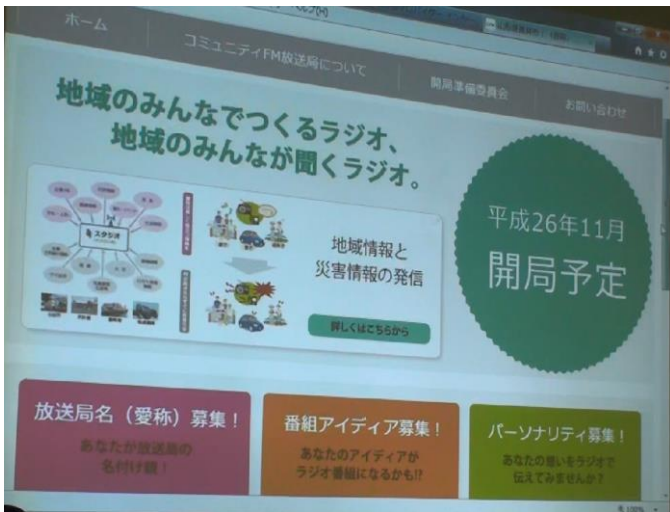 ホーム
コミュニティFM放送局について
開局準備委員会
お問い合わせ
地域のみんなでつくるラジオ、
地域のみんなが聞くラジオ。
スタジオ
地域情報と
災害情報の発信
詳しくはこちらから
平成26年11月
開局予定
放送局名（愛称）募集！
あなたが放送局の
名付け親！
番組アイディア募集！
あなたのアイディアが
ラジオ番組になるかも!?
パーソナリティ募集！
あなたの想いをラジオで
伝えてみませんか？
100%